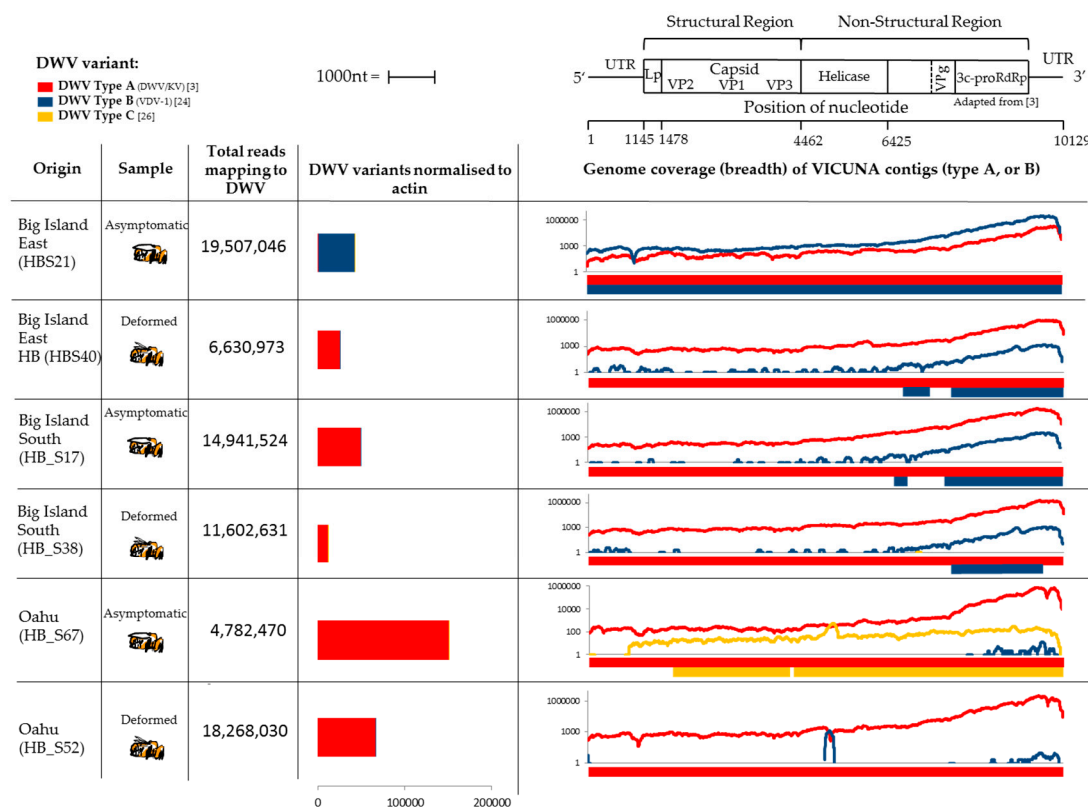 Structural Region
Non-Structural Region
DWV variant:
DWV Type A (DWV/KV) [3]
DWV Type B (VDV-1) [24]
DWV Type C [26]
1000nt =
UTR
UTR
5‘
Lp
Capsid
VP2
VP1
VP3
Helicase
VPg
3c-proRdRp
3’
Adapted from [3]
Position of nucleotide
1
1145
1478
4462
6425
10129
Origin
Sample
Total reads
mapping to
DWV
DWV variants normalised to
actin
Genome coverage (breadth) of VICUNA contigs (type A, or B)
Big Island
East
(HBS21)
Asymptomatic
19,507,046
1000000
1000
1
Big Island
East
HB (HBS40)
Deformed
6,630,973
1000000
1000
1
Big Island
South
(HB_S17)
Asymptomatic
14,941,524
1000000
1000
1
Big Island
South
(HB_S38)
Deformed
11,602,631
1000000
1000
1
Oahu
(HB_S67)
Asymptomatic
4,782,470
1000000
10000
100
1
Oahu
(HB_S52)
Deformed
18,268,030
1000000
1000
1
0
100000
200000